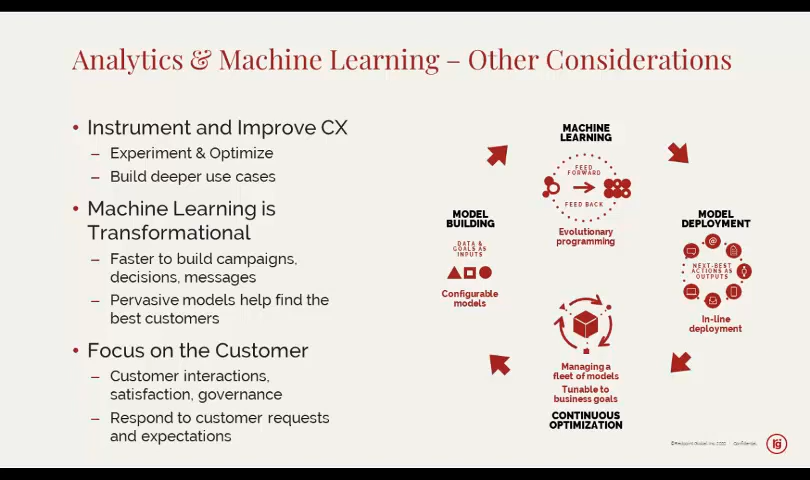 Analytics & Machine Learning – Other Considerations
• Instrument and Improve CX
– Experiment & Optimize
– Build deeper use cases
• Machine Learning is
Transformational
– Faster to build campaigns,
decisions, messages
– Pervasive models help find the
best customers
• Focus on the Customer
– Customer interactions,
satisfaction, governance
– Respond to customer requests
and expectations
MACHINE
LEARNING
FEED
FORWARD
FEED BACK
Evolutionary
programming
MODEL
BUILDING
DATA &
GOALS AS
INPUTS
Configurable
models
MODEL
DEPLOYMENT
@
NEXT-BEST
ACTIONS AS
OUTPUTS
In-line
deployment
Managing a
fleet of models
Tunable to
business goals
CONTINUOUS
OPTIMIZATION
Confidential
rg